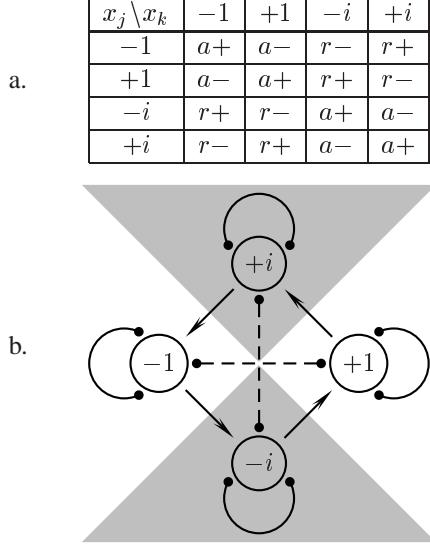 x_j\x_k −1 +1 −i +i
a.
−1 a+ a− r− r+
+1 a− a+ r+ r−
−i r+ r− a+ a−
+i r− r+ a− a+
+i
b.
−1 +1
−i